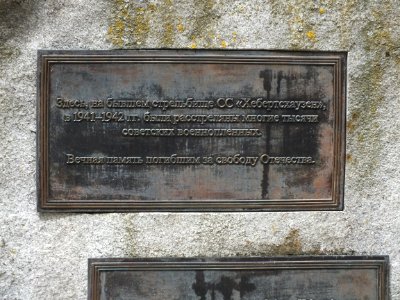 Здесь, на бывшем стрельбище СС «Хебертсхаузен»,
в 1941–1942 гг. были расстреляны многие тысячи
советских военнопленных.
Вечная память погибшим за свободу Отечества.